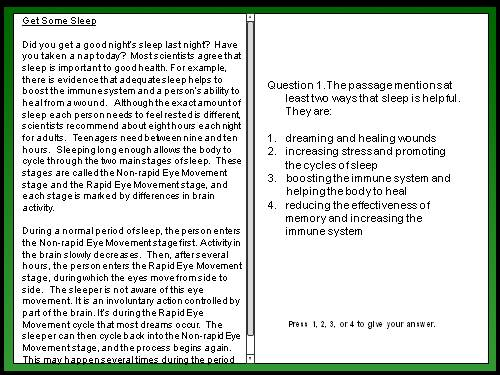 Get Some Sleep
Did you get a good night's sleep last night? Have
you taken a nap today? Most scientists agree that
sleep is important to good health. For example,
there is evidence that adequate sleep helps to
boost the immune system and a person's ability to
heal from a wound. Although the exact amount of
sleep each person needs to feel rested is different,
scientists recommend about eight hours each night
for adults. Teenagers need between nine and ten
hours. Sleeping long enough allows the body to
cycle through the two main stages of sleep. These
stages are called the Non-rapid Eye Movement
stage and the Rapid Eye Movement stage, and
each stage is marked by differences in brain
activity.
During a normal period of sleep, the person enters
the Non-rapid Eye Movement stage first. Activity in
the brain slowly decreases. Then, after several
hours, the person enters the Rapid Eye Movement
stage, during which the eyes move from side to
side. The sleeper is not aware of this eye
movement. It is an involuntary action controlled by
part of the brain. It's during the Rapid Eye
Movement cycle that most dreams occur. The
sleeper can then cycle back into the Non-rapid Eye
Movement stage, and the process begins again.
This may happen several times during the period
Question 1. The passage mentions at
least two ways that sleep is helpful.
They are:
1. dreaming and healing wounds
2. increasing stress and promoting
the cycles of sleep
3. boosting the immune system and
helping the body to heal
4. reducing the effectiveness of
memory and increasing the
immune system
Press 1, 2, 3, or 4 to give your answer.